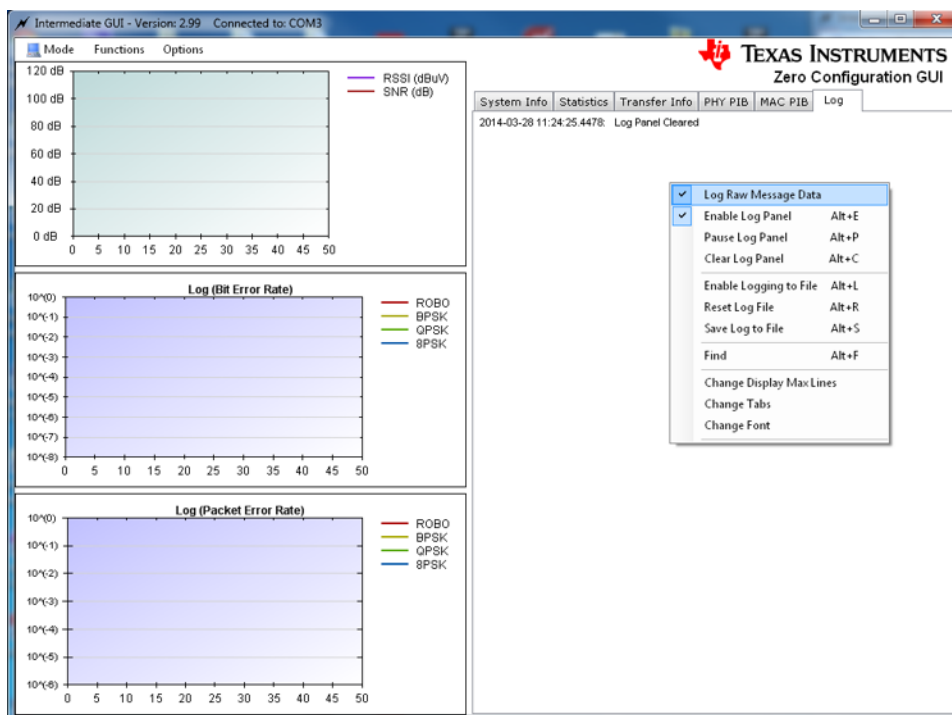 Intermediate GUI - Version: 2.99 Connected to: COM3
Mode Functions Options
TEXAS INSTRUMENTS
Zero Configuration GUI
120 dB
100 dB
80 dB
60 dB
40 dB
20 dB
0 dB
0 5 10 15 20 25 30 35 40 45 50
RSSI (dBuV)
SNR (dB)
Log (Bit Error Rate)
10^(0)
10^(-1)
10^(-2)
10^(-3)
10^(-4)
10^(-5)
10^(-6)
10^(-7)
10^(-8)
0 5 10 15 20 25 30 35 40 45 50
ROBO
BPSK
QPSK
8PSK
Log (Packet Error Rate)
10^(0)
10^(-1)
10^(-2)
10^(-3)
10^(-4)
10^(-5)
10^(-6)
0 5 10 15 20 25 30 35 40 45 50
ROBO
BPSK
QPSK
8PSK
System Info Statistics Transfer Info PHY PIB MAC PIB Log
2014-03-28 11:24:25.4478: Log Panel Cleared
Log Raw Message Data
Enable Log Panel Alt+E
Pause Log Panel Alt+P
Clear Log Panel Alt+C
Enable Logging to File Alt+L
Reset Log File Alt+R
Save Log to File Alt+S
Find Alt+F
Change Display Max Lines
Change Tabs
Change Font